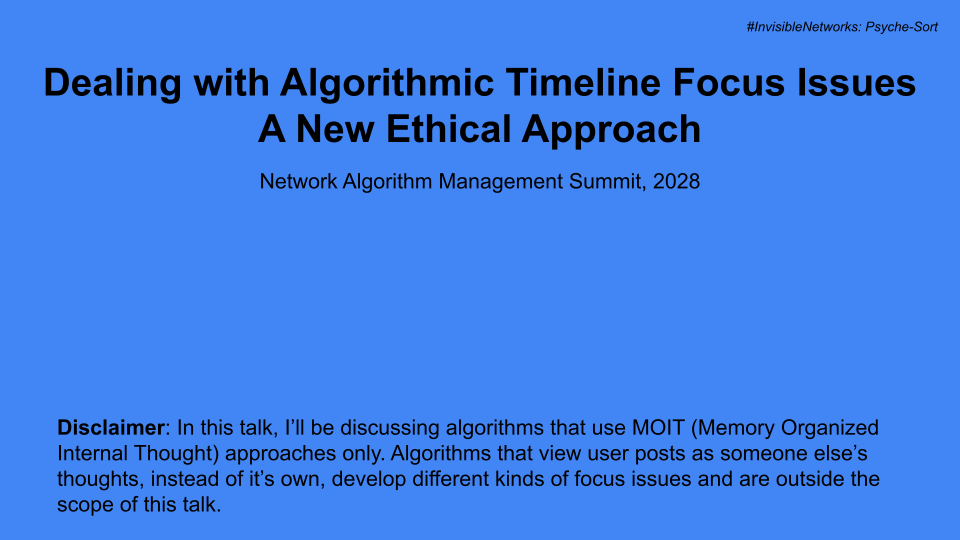 #InvisibleNetworks: Psyche-Sort
Dealing with Algorithmic Timeline Focus Issues
A New Ethical Approach
Network Algorithm Management Summit, 2028
Disclaimer: In this talk, I’ll be discussing algorithms that use MOIT (Memory Organized
Internal Thought) approaches only. Algorithms that view user posts as someone else’s
thoughts, instead of it’s own, develop different kinds of focus issues and are outside the
scope of this talk.